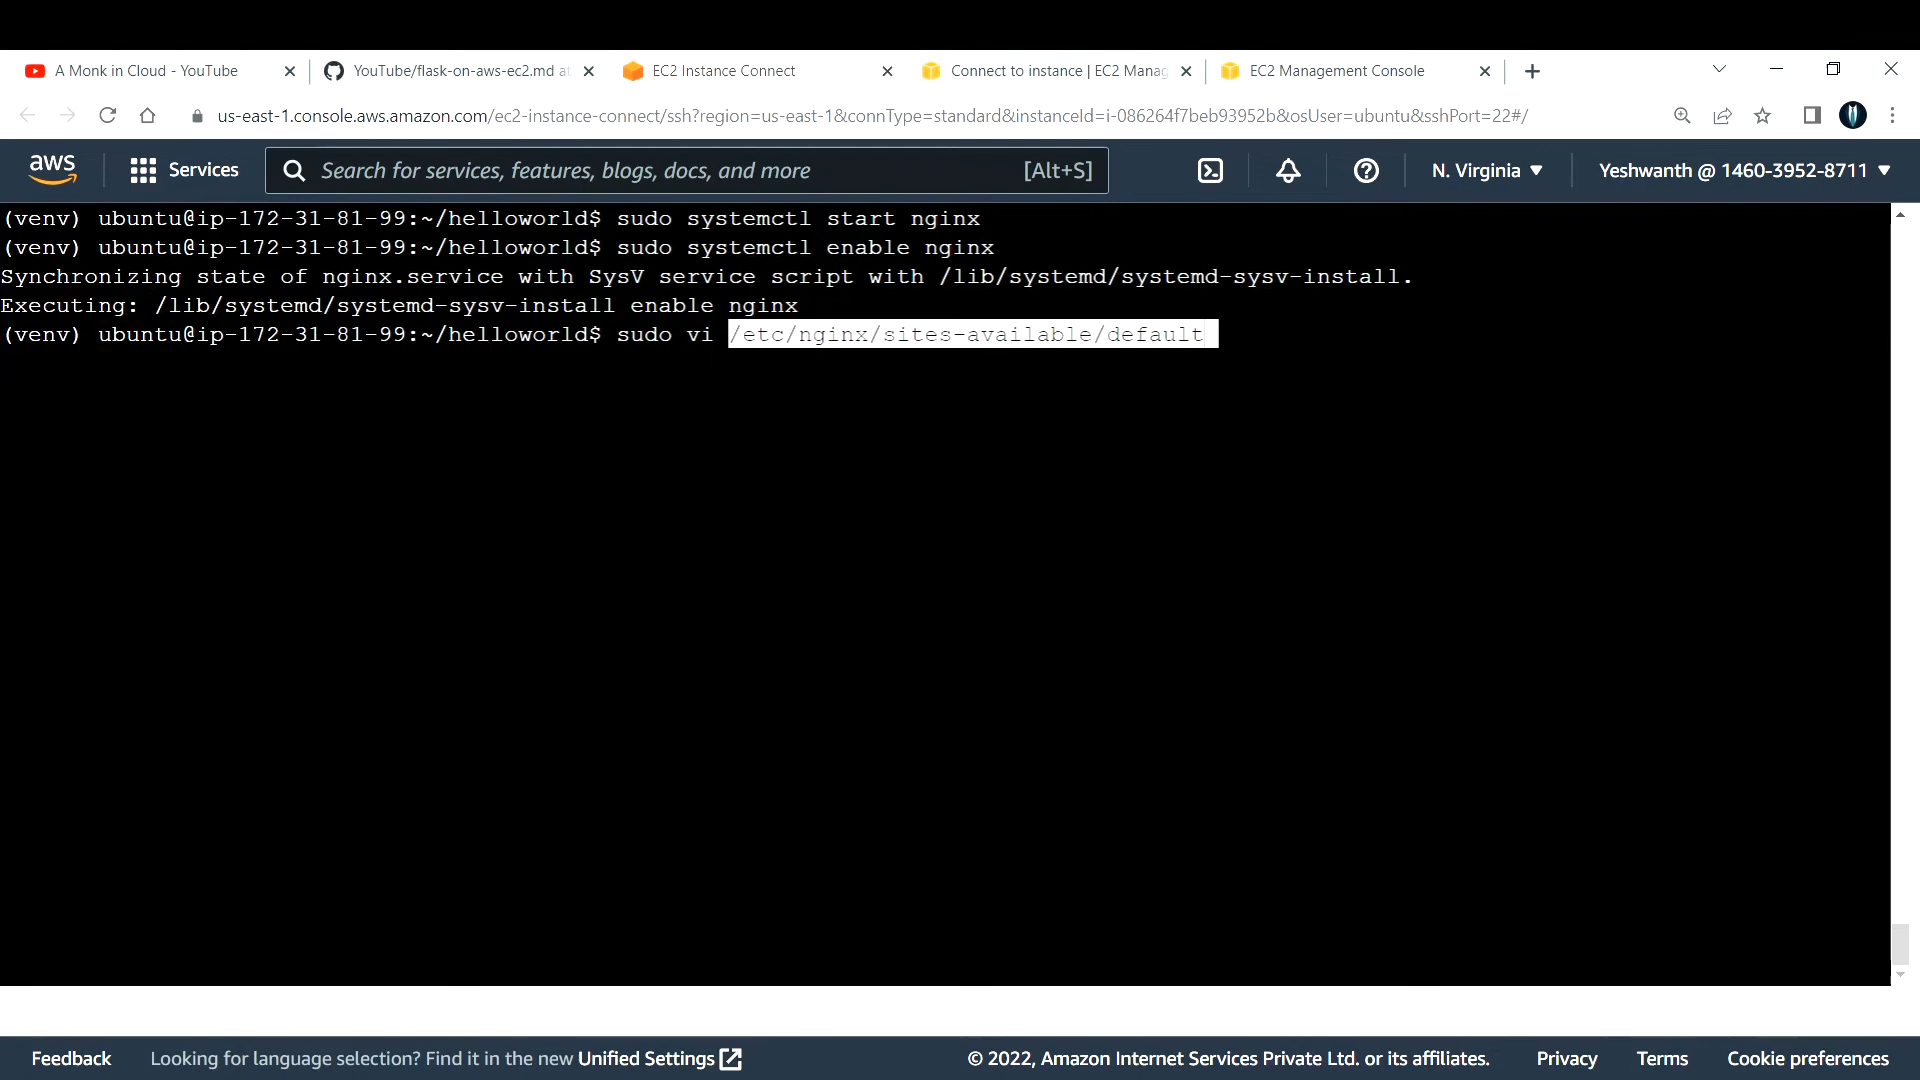 A Monk in Cloud - YouTube
YouTube/flask-on-aws-ec2.md at
EC2 Instance Connect
Connect to instance | EC2 Manag
EC2 Management Console
us-east-1.console.aws.amazon.com/ec2-instance-connect/ssh?region=us-east-1&connType=standard&instanceId=i-086264f7beb93952b&osUser=ubuntu&sshPort=22#/
aws
Services
Search for services, features, blogs, docs, and more
[Alt+S]
N. Virginia
Yeshwanth @ 1460-3952-8711
(venv) ubuntu@ip-172-31-81-99:~/helloworld$ sudo systemctl start nginx
(venv) ubuntu@ip-172-31-81-99:~/helloworld$ sudo systemctl enable nginx
Synchronizing state of nginx.service with SysV service script with /lib/systemd/systemd-sysv-install.
Executing: /lib/systemd/systemd-sysv-install enable nginx
(venv) ubuntu@ip-172-31-81-99:~/helloworld$ sudo vi /etc/nginx/sites-available/default
Feedback
Looking for language selection? Find it in the new Unified Settings
© 2022, Amazon Internet Services Private Ltd. or its affiliates.
Privacy
Terms
Cookie preferences